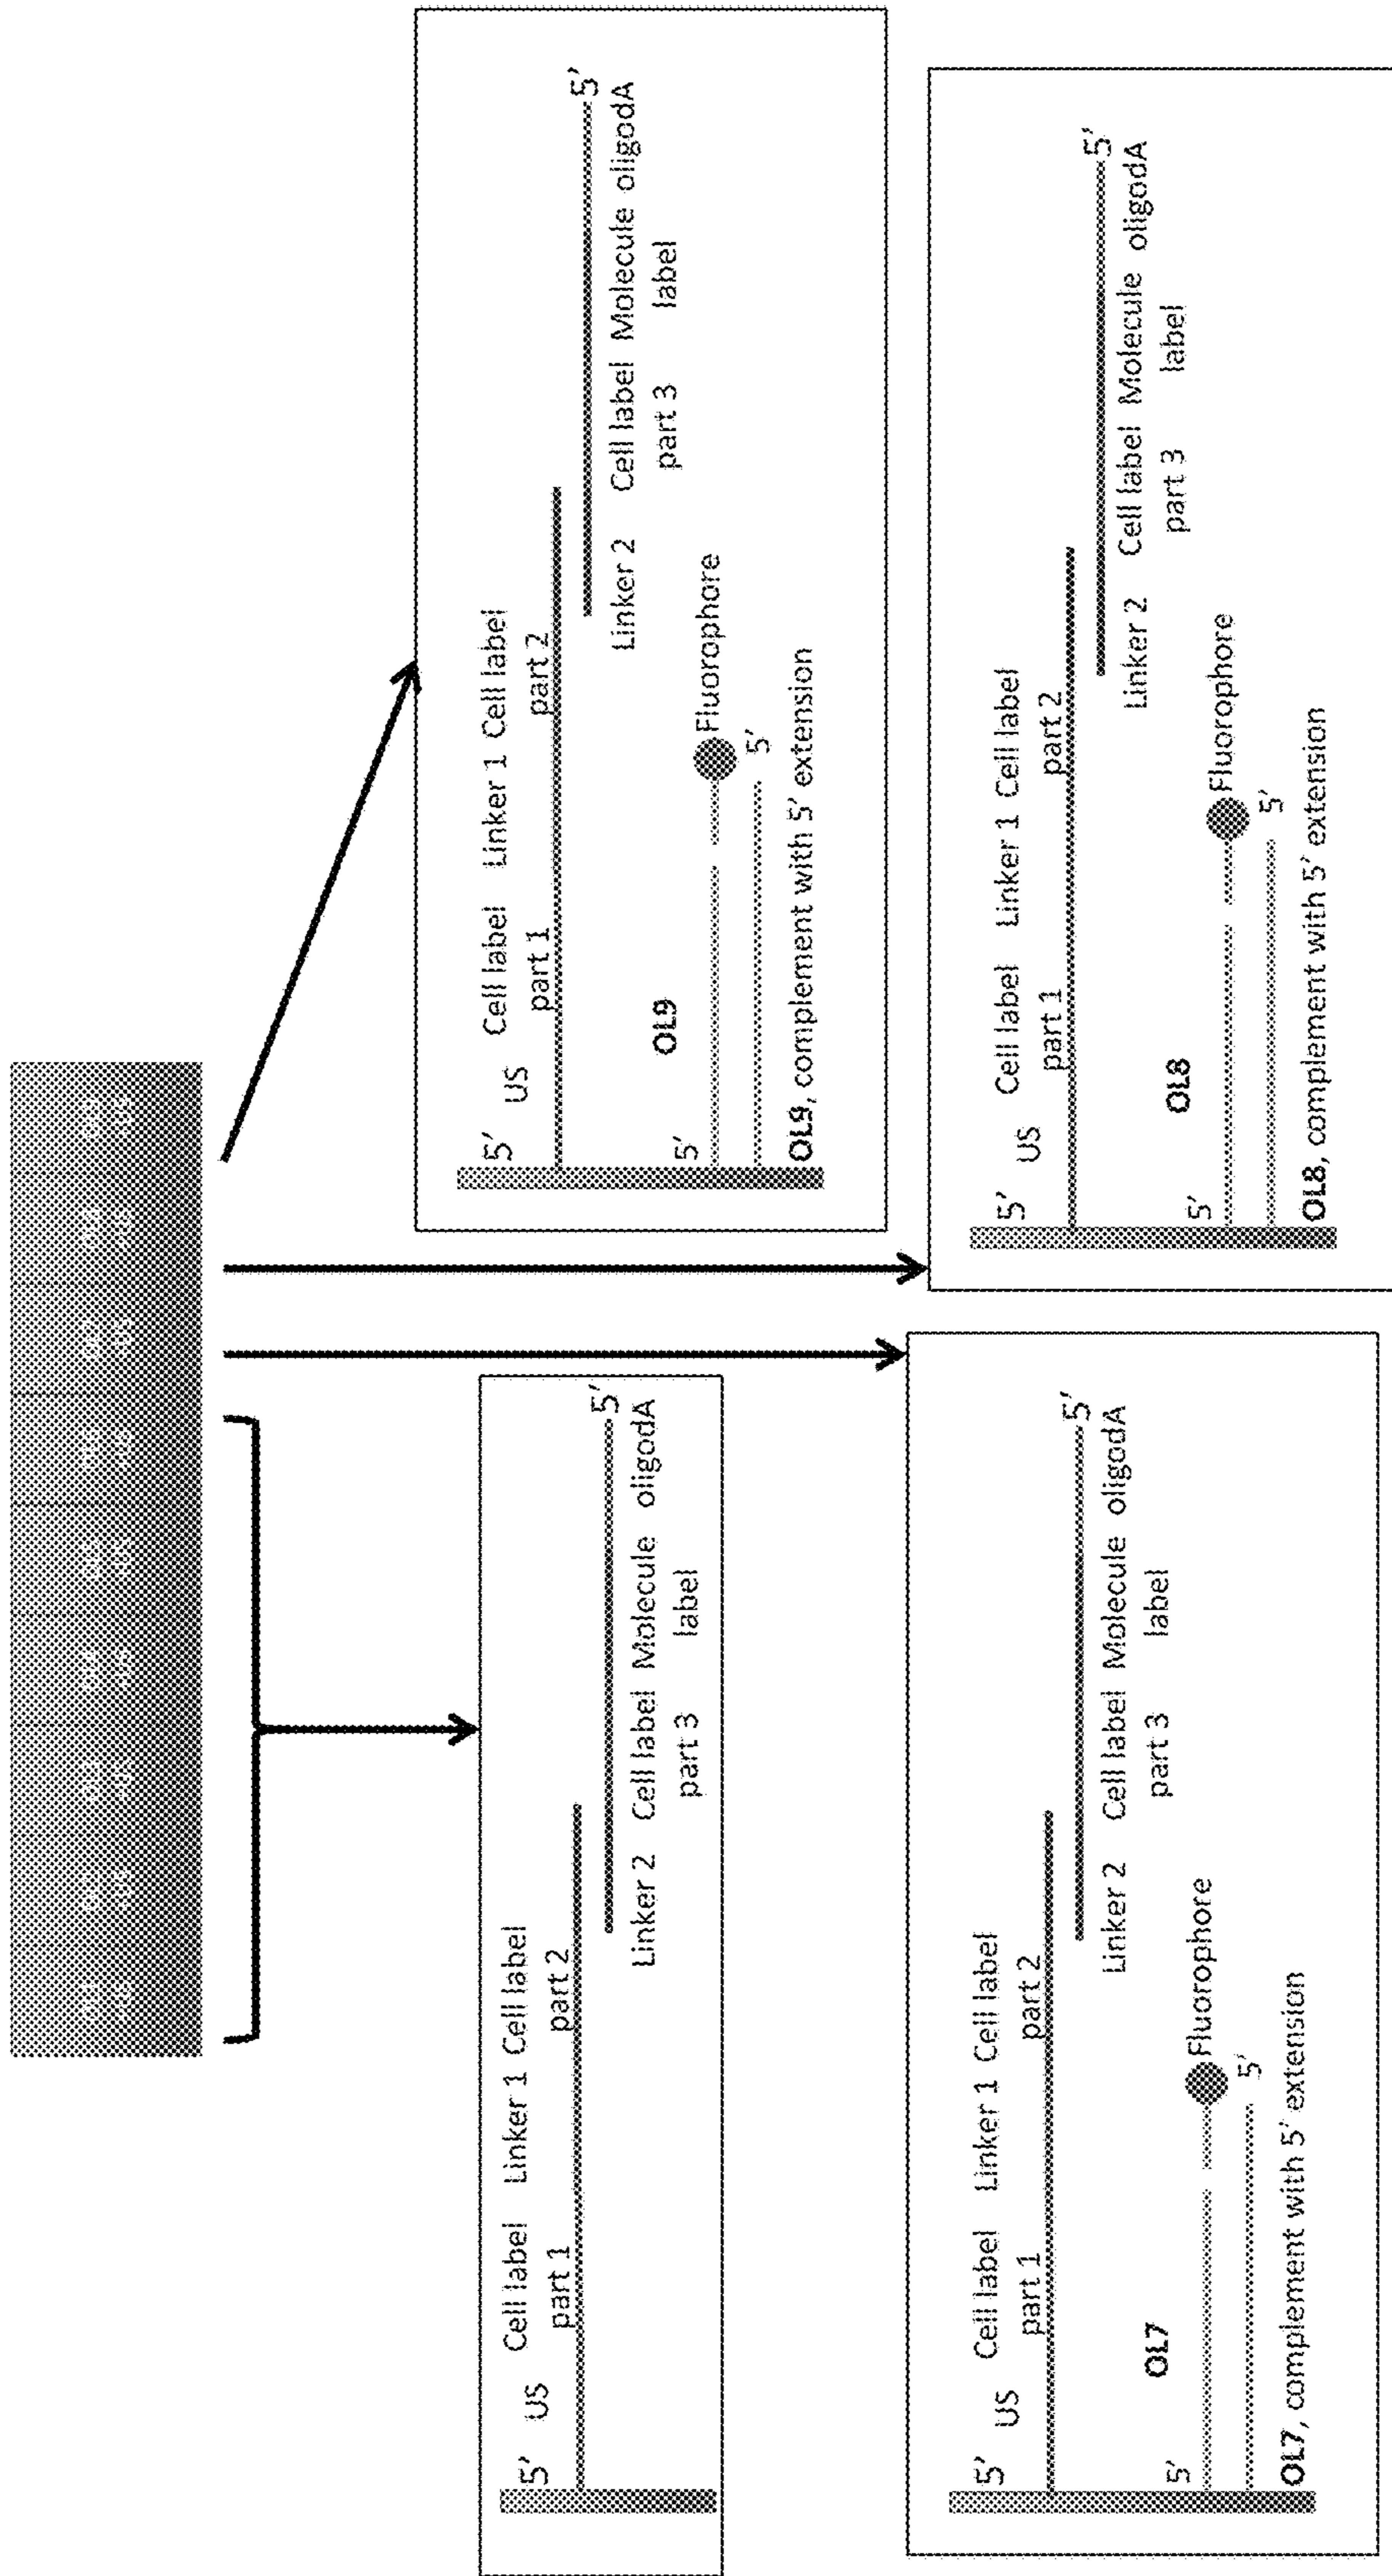 5′ US Cell label Linker 1 Cell label
part 1 part 2
5′
Linker 2 Cell label Molecule oligodA
part 3 label
5′ US Cell label Linker 1 Cell label
part 1 part 2
5′
Linker 2 Cell label Molecule oligodA
part 3 label
OL7
5′ Fluorophore
5′
OL7, complement with 5′ extension
5′ US Cell label Linker 1 Cell label
part 1 part 2
5′
Linker 2 Cell label Molecule oligodA
part 3 label
OL9
5′ Fluorophore
5′
OL9, complement with 5′ extension
5′ US Cell label Linker 1 Cell label
part 1 part 2
5′
Linker 2 Cell label Molecule oligodA
part 3 label
OL8
5′ Fluorophore
5′
OL8, complement with 5′ extension